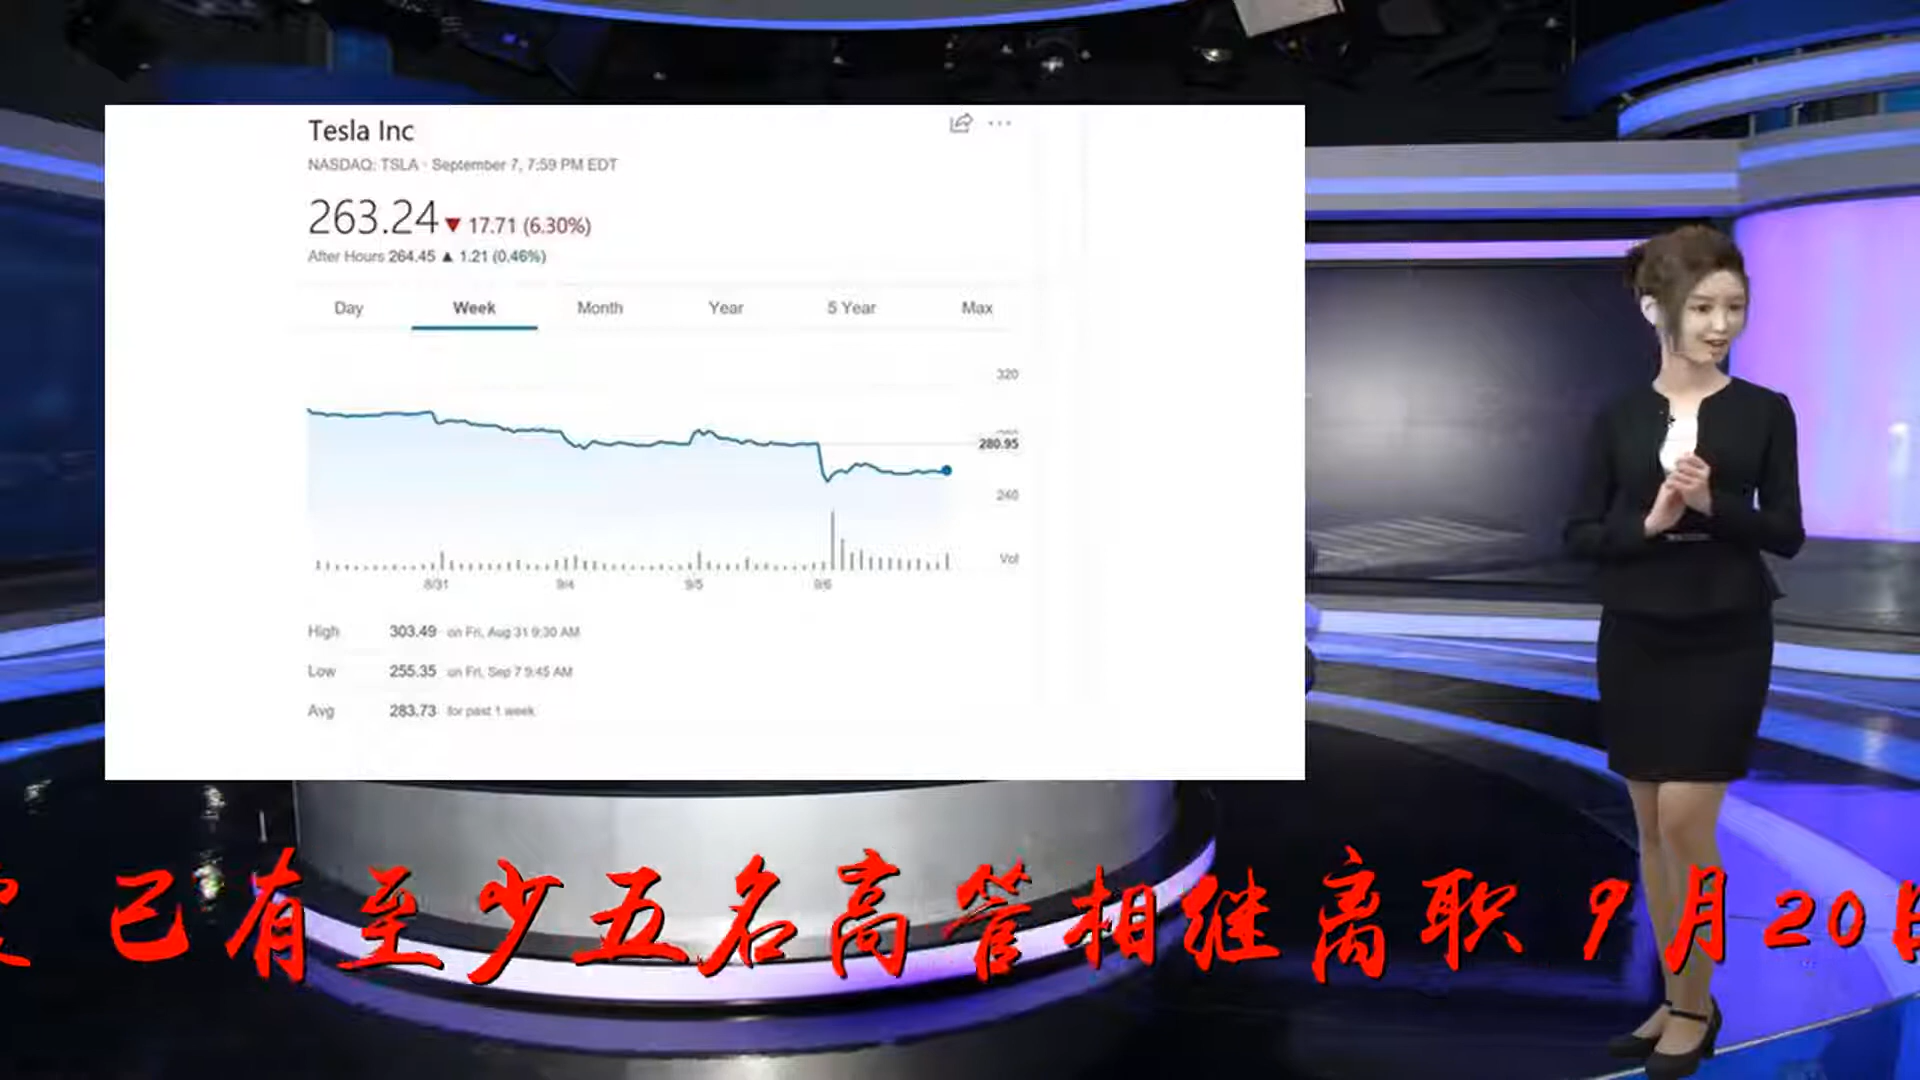 Tesla Inc
NASDAQ: TSLA · September 7, 7:59 PM EDT
263.24 ▼ 17.71 (6.30%)
After Hours 264.45 ▲ 1.21 (0.46%)
Day Week Month Year 5 Year Max
320
280.95
240
Vol
8/31 9/4 9/5 9/6
High 303.49 on Fri, Aug 31 9:30 AM
Low 255.35 on Fri, Sep 7 9:45 AM
Avg 283.73 for past 1 week
已有至少五名高管相继离职 9月20日